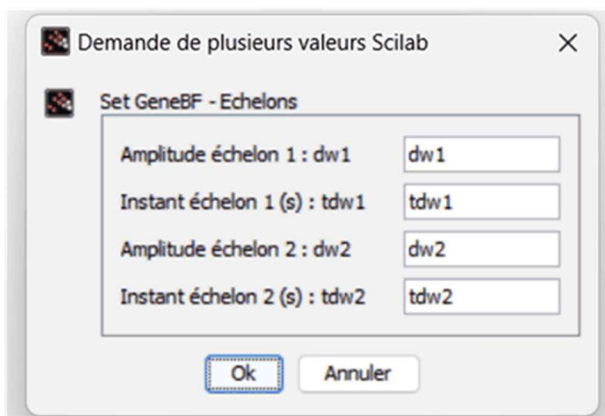 Demande de plusieurs valeurs Scilab
Set GeneBF - Echelons
Amplitude échelon 1 : dw1 dw1
Instant échelon 1 (s) : tdw1 tdw1
Amplitude échelon 2 : dw2 dw2
Instant échelon 2 (s) : tdw2 tdw2
Ok Annuler